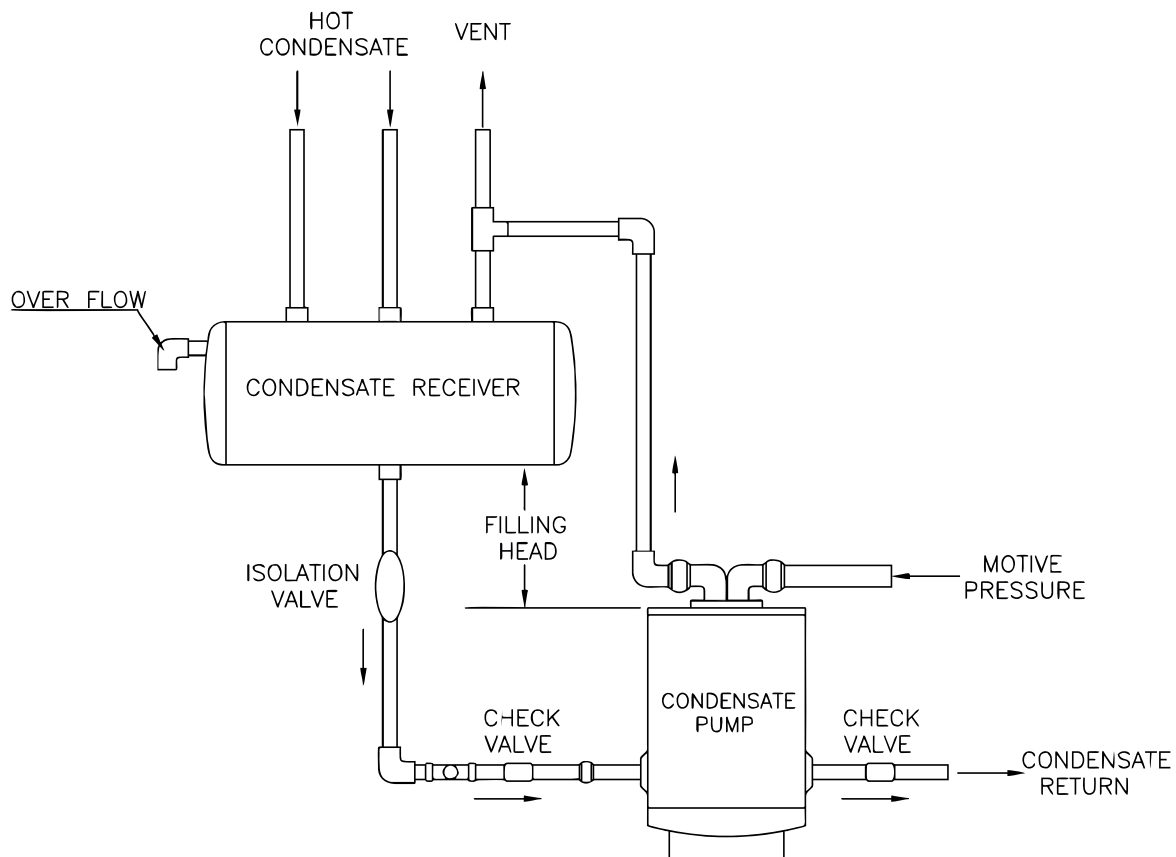 HOT
CONDENSATE
VENT
OVER FLOW
CONDENSATE RECEIVER
FILLING
HEAD
ISOLATION
VALVE
MOTIVE
PRESSURE
CONDENSATE
PUMP
CHECK
VALVE
CHECK
VALVE
CONDENSATE
RETURN